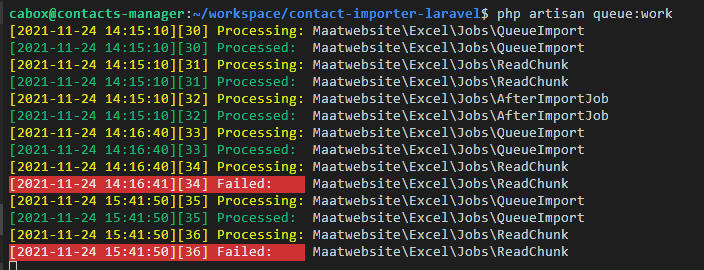 cabox@contacts-manager:~/workspace/contact-importer-laravel$ php artisan queue:work
[2021-11-24 14:15:10][30] Processing: Maatwebsite\Excel\Jobs\QueueImport
[2021-11-24 14:15:10][30] Processed:  Maatwebsite\Excel\Jobs\QueueImport
[2021-11-24 14:15:10][31] Processing: Maatwebsite\Excel\Jobs\ReadChunk
[2021-11-24 14:15:10][31] Processed:  Maatwebsite\Excel\Jobs\ReadChunk
[2021-11-24 14:15:10][32] Processing: Maatwebsite\Excel\Jobs\AfterImportJob
[2021-11-24 14:15:10][32] Processed:  Maatwebsite\Excel\Jobs\AfterImportJob
[2021-11-24 14:16:40][33] Processing: Maatwebsite\Excel\Jobs\QueueImport
[2021-11-24 14:16:40][33] Processed:  Maatwebsite\Excel\Jobs\QueueImport
[2021-11-24 14:16:40][34] Processing: Maatwebsite\Excel\Jobs\ReadChunk
[2021-11-24 14:16:41][34] Failed:     Maatwebsite\Excel\Jobs\ReadChunk
[2021-11-24 15:41:50][35] Processing: Maatwebsite\Excel\Jobs\QueueImport
[2021-11-24 15:41:50][35] Processed:  Maatwebsite\Excel\Jobs\QueueImport
[2021-11-24 15:41:50][36] Processing: Maatwebsite\Excel\Jobs\ReadChunk
[2021-11-24 15:41:50][36] Failed:     Maatwebsite\Excel\Jobs\ReadChunk